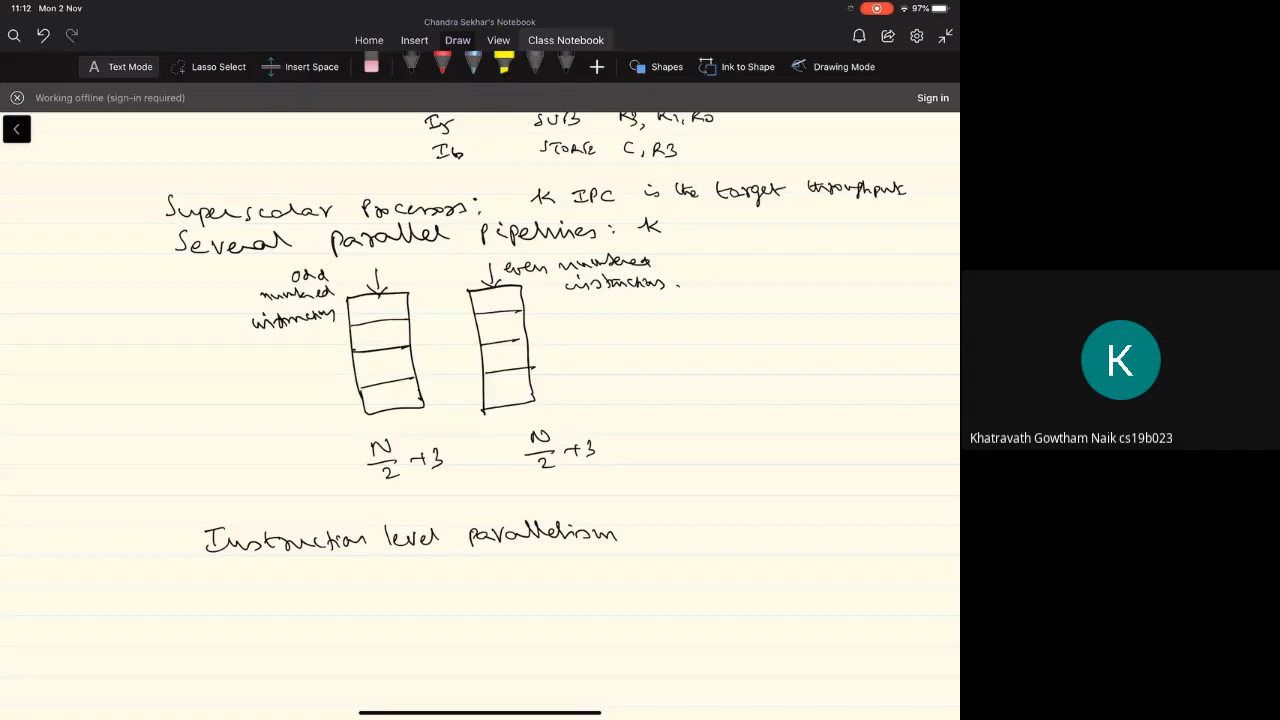 11:12 Mon 2 Nov
97%
Chandra Sekhar's Notebook
Home Insert Draw View Class Notebook
Text Mode Lasso Select Insert Space Shapes Ink to Shape Drawing Mode
Working offline (sign-in required) Sign in
I5 SUB R3, R1, R0
I6 STORE C, R3
Superscalar Processors: K IPC is the target throughput
Several parallel pipelines: K
odd
numbered
instructions
even numbered
instructions.
N/2 +3 N/2 +3
Instruction level parallelism
K
Khatravath Gowtham Naik cs19b023